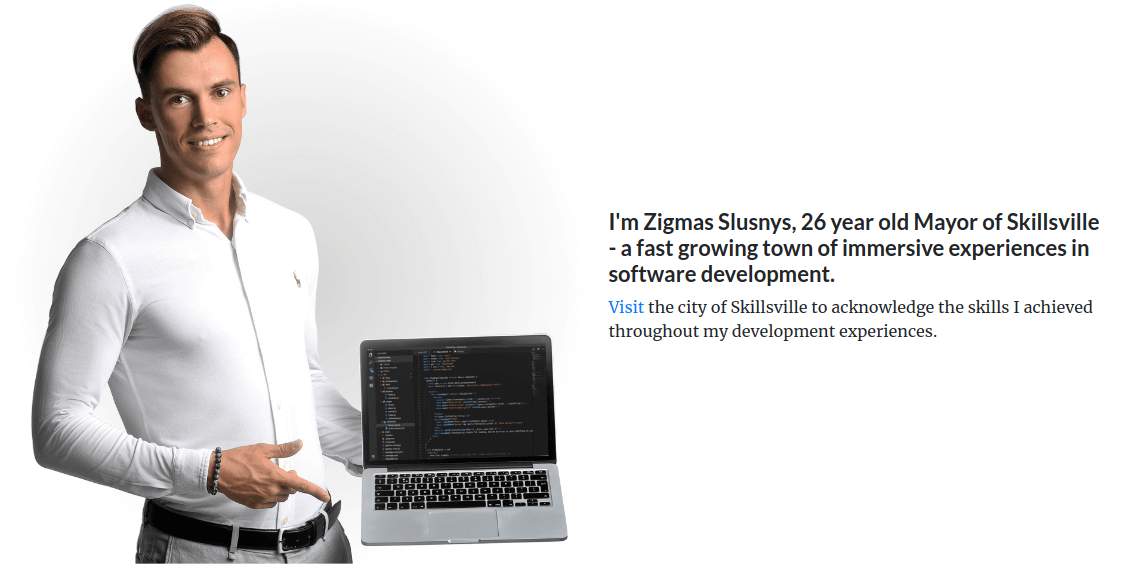 I'm Zigmas Slusnys, 26 year old Mayor of Skillsville
- a fast growing town of immersive experiences in
software development.
Visit the city of Skillsville to acknowledge the skills I achieved
throughout my development experiences.